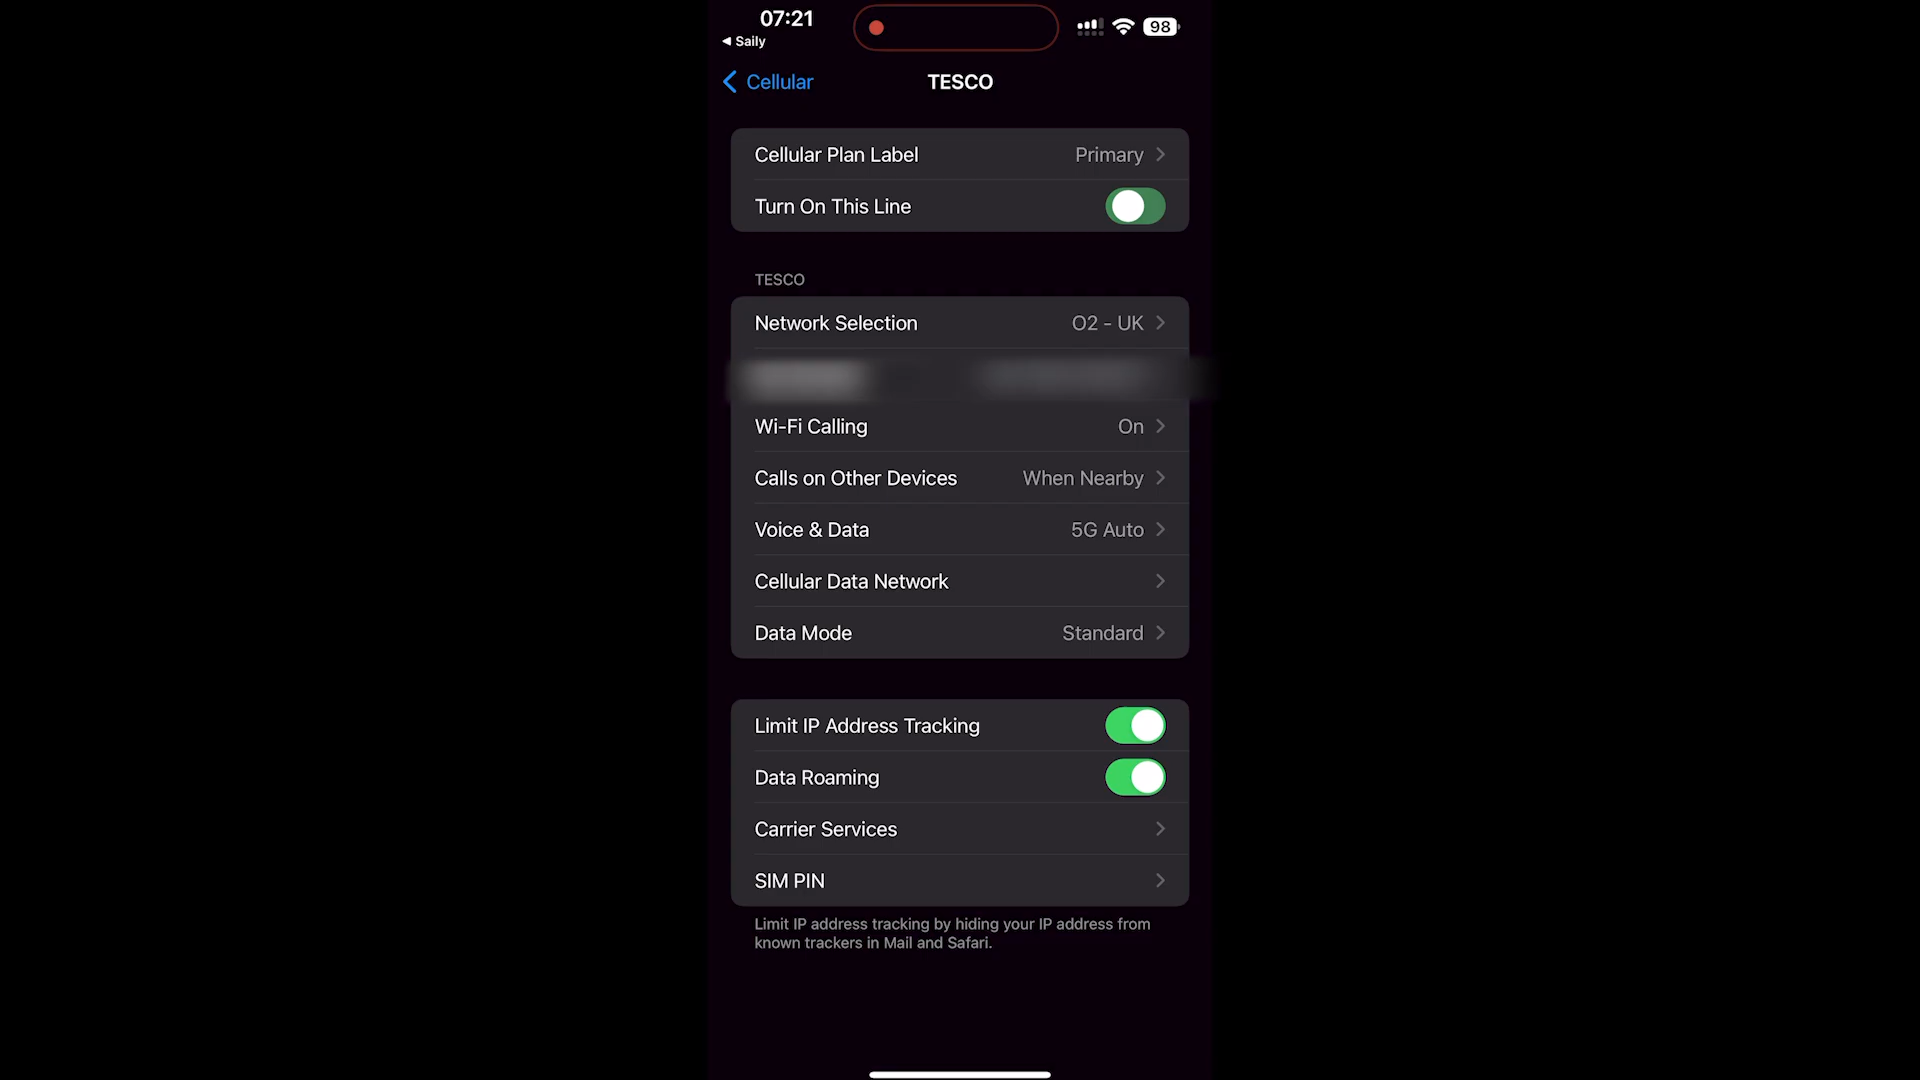 07:21
98
◀ Saily
Cellular
TESCO
Cellular Plan Label Primary
Turn On This Line
TESCO
Network Selection O2 - UK
Wi-Fi Calling On
Calls on Other Devices When Nearby
Voice & Data 5G Auto
Cellular Data Network
Data Mode Standard
Limit IP Address Tracking
Data Roaming
Carrier Services
SIM PIN
Limit IP address tracking by hiding your IP address from
known trackers in Mail and Safari.